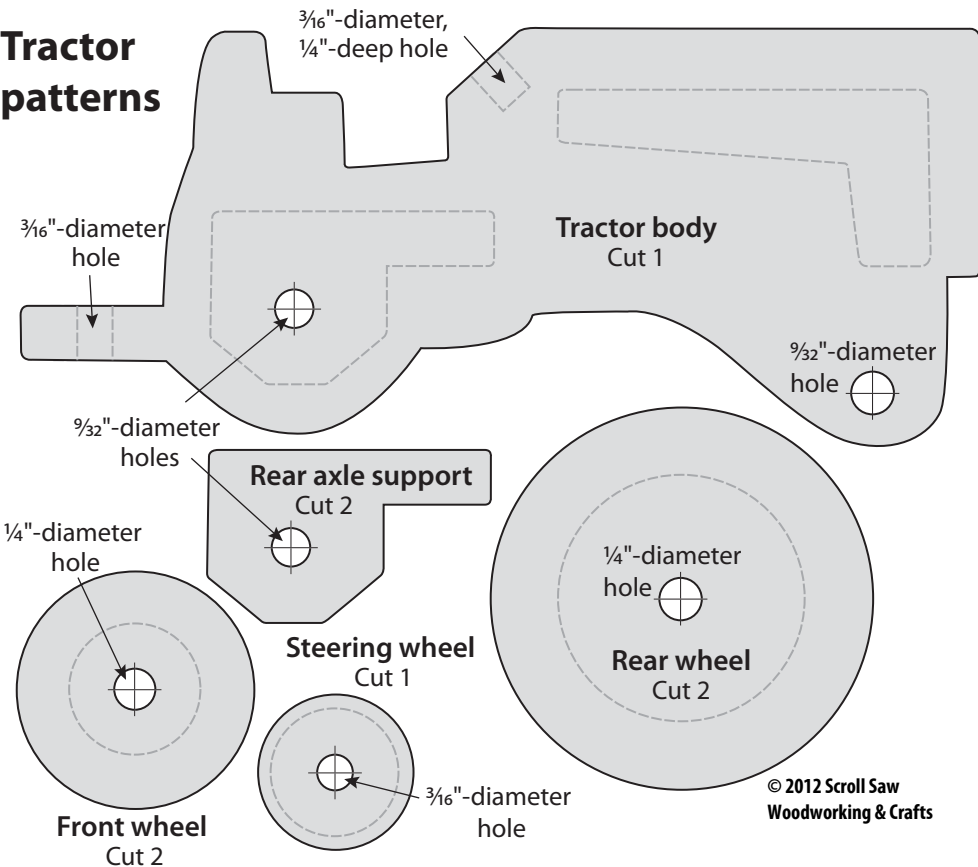 Tractor
patterns
³⁄₁₆"-diameter,
¼"-deep hole
³⁄₁₆"-diameter
hole
Tractor body
Cut 1
⁹⁄₃₂"-diameter
hole
⁹⁄₃₂"-diameter
holes
Rear axle support
Cut 2
¼"-diameter
hole
¼"-diameter
hole
Steering wheel
Cut 1
Rear wheel
Cut 2
³⁄₁₆"-diameter
hole
Front wheel
Cut 2
© 2012 Scroll Saw
Woodworking & Crafts